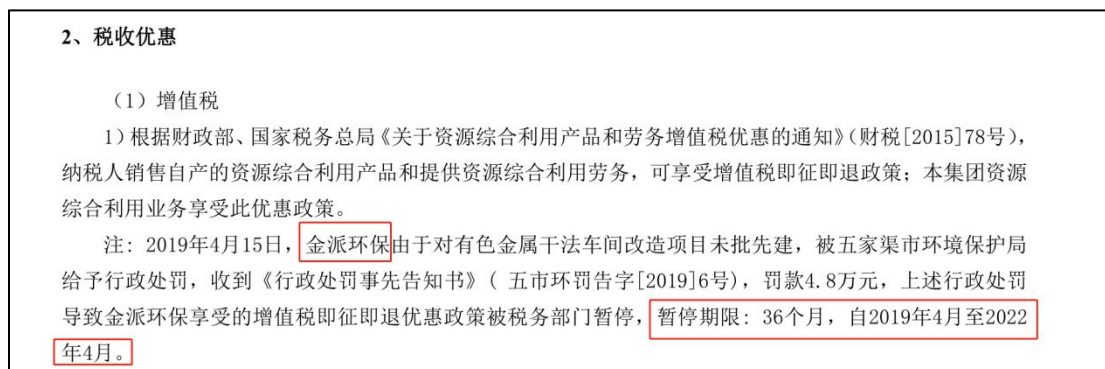 2、税收优惠
（1）增值税
1）根据财政部、国家税务总局《关于资源综合利用产品和劳务增值税优惠的通知》（财税[2015]78号），
纳税人销售自产的资源综合利用产品和提供资源综合利用劳务，可享受增值税即征即退政策；本集团资源
综合利用业务享受此优惠政策。
注: 2019年4月15日，金派环保由于对有色金属干法车间改造项目未批先建，被五家渠市环境保护局
给予行政处罚，收到《行政处罚事先告知书》( 五市环罚告字[2019]6号)，罚款4.8万元，上述行政处罚
导致金派环保享受的增值税即征即退优惠政策被税务部门暂停，暂停期限: 36个月，自2019年4月至2022
年4月。